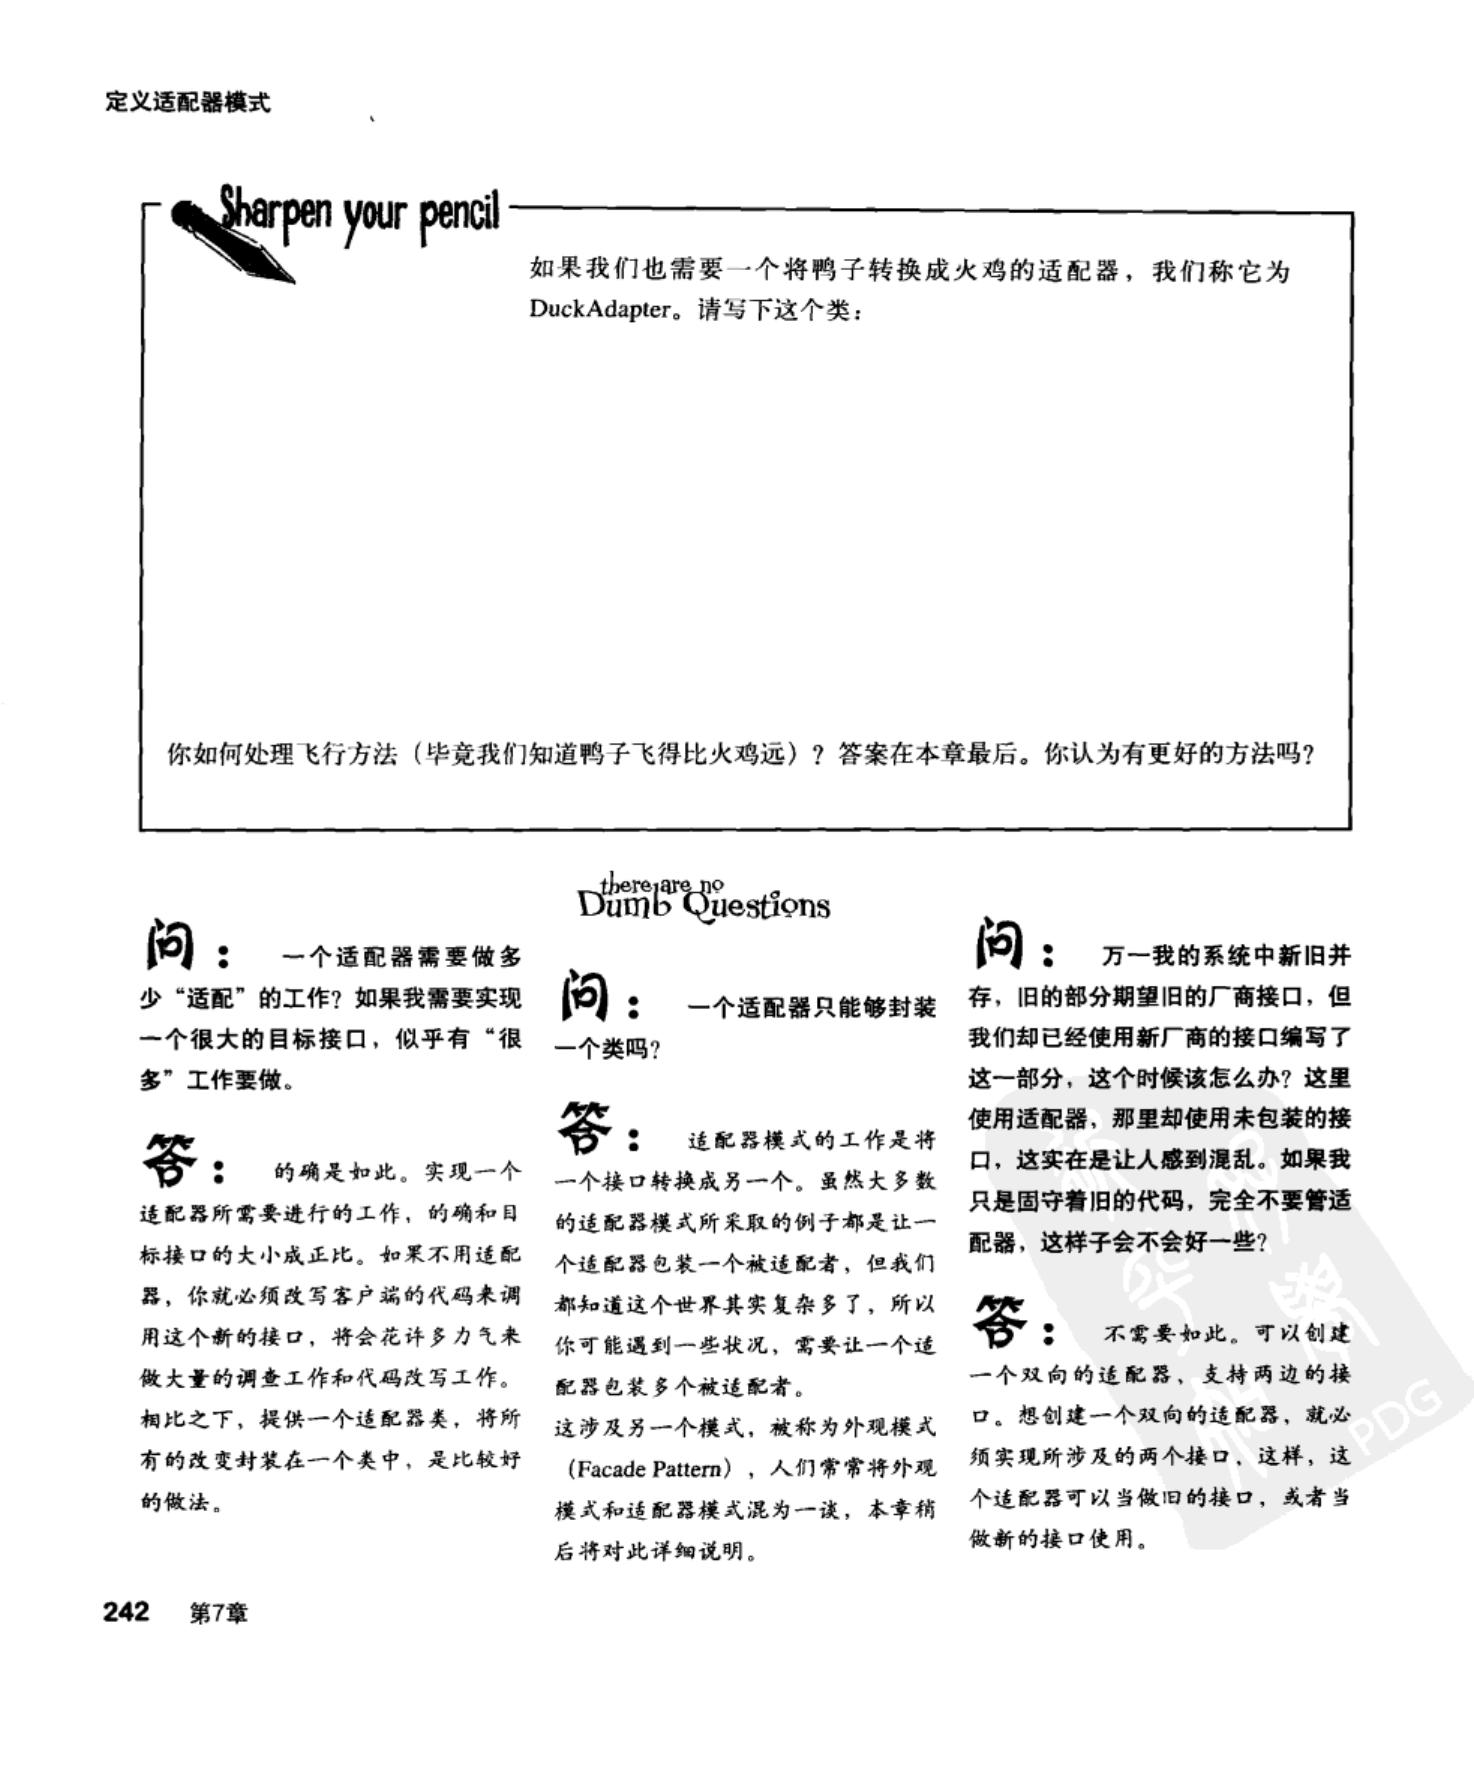 定义适配器模式
Sharpen your pencil
如果我们也需要一个将鸭子转换成火鸡的适配器，我们称它为
DuckAdapter。请写下这个类：
你如何处理飞行方法（毕竟我们知道鸭子飞得比火鸡远）？答案在本章最后。你认为有更好的方法吗？
there are no
Dumb Questions
问： 一个适配器需要做多
少“适配”的工作？如果我需要实现
一个很大的目标接口，似乎有“很
多”工作要做。
答： 的确是如此。实现一个
适配器所需要进行的工作，的确和目
标接口的大小成正比。如果不用适配
器，你就必须改写客户端的代码来调
用这个新的接口，将会花许多力气来
做大量的调查工作和代码改写工作。
相比之下，提供一个适配器类，将所
有的改变封装在一个类中，是比较好
的做法。
问： 一个适配器只能够封装
一个类吗？
答： 适配器模式的工作是将
一个接口转换成另一个。虽然大多数
的适配器模式所采取的例子都是让一
个适配器包装一个被适配者，但我们
都知道这个世界其实复杂多了，所以
你可能遇到一些状况，需要让一个适
配器包装多个被适配者。
这涉及另一个模式，被称为外观模式
（Facade Pattern），人们常常将外观
模式和适配器模式混为一谈，本章稍
后将对此详细说明。
问： 万一我的系统中新旧并
存，旧的部分期望旧的厂商接口，但
我们却已经使用新厂商的接口编写了
这一部分，这个时候该怎么办？这里
使用适配器，那里却使用未包装的接
口，这实在是让人感到混乱。如果我
只是固守着旧的代码，完全不要管适
配器，这样子会不会好一些？
答： 不需要如此。可以创建
一个双向的适配器，支持两边的接
口。想创建一个双向的适配器，就必
须实现所涉及的两个接口，这样，这
个适配器可以当做旧的接口，或者当
做新的接口使用。
PDG
242 第7章